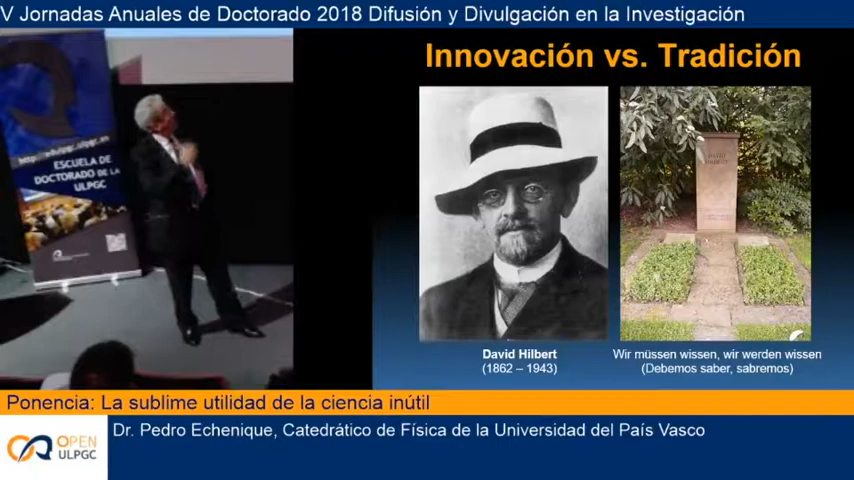 V Jornadas Anuales de Doctorado 2018 Difusión y Divulgación en la Investigación
Innovación vs. Tradición
ESCUELA DE
DOCTORADO DE LA
ULPGC
DAVID
HILBERT
David Hilbert
(1862 – 1943)
Wir müssen wissen, wir werden wissen
(Debemos saber, sabremos)
Ponencia: La sublime utilidad de la ciencia inútil
OPEN
ULPGC
Dr. Pedro Echenique, Catedrático de Física de la Universidad del País Vasco